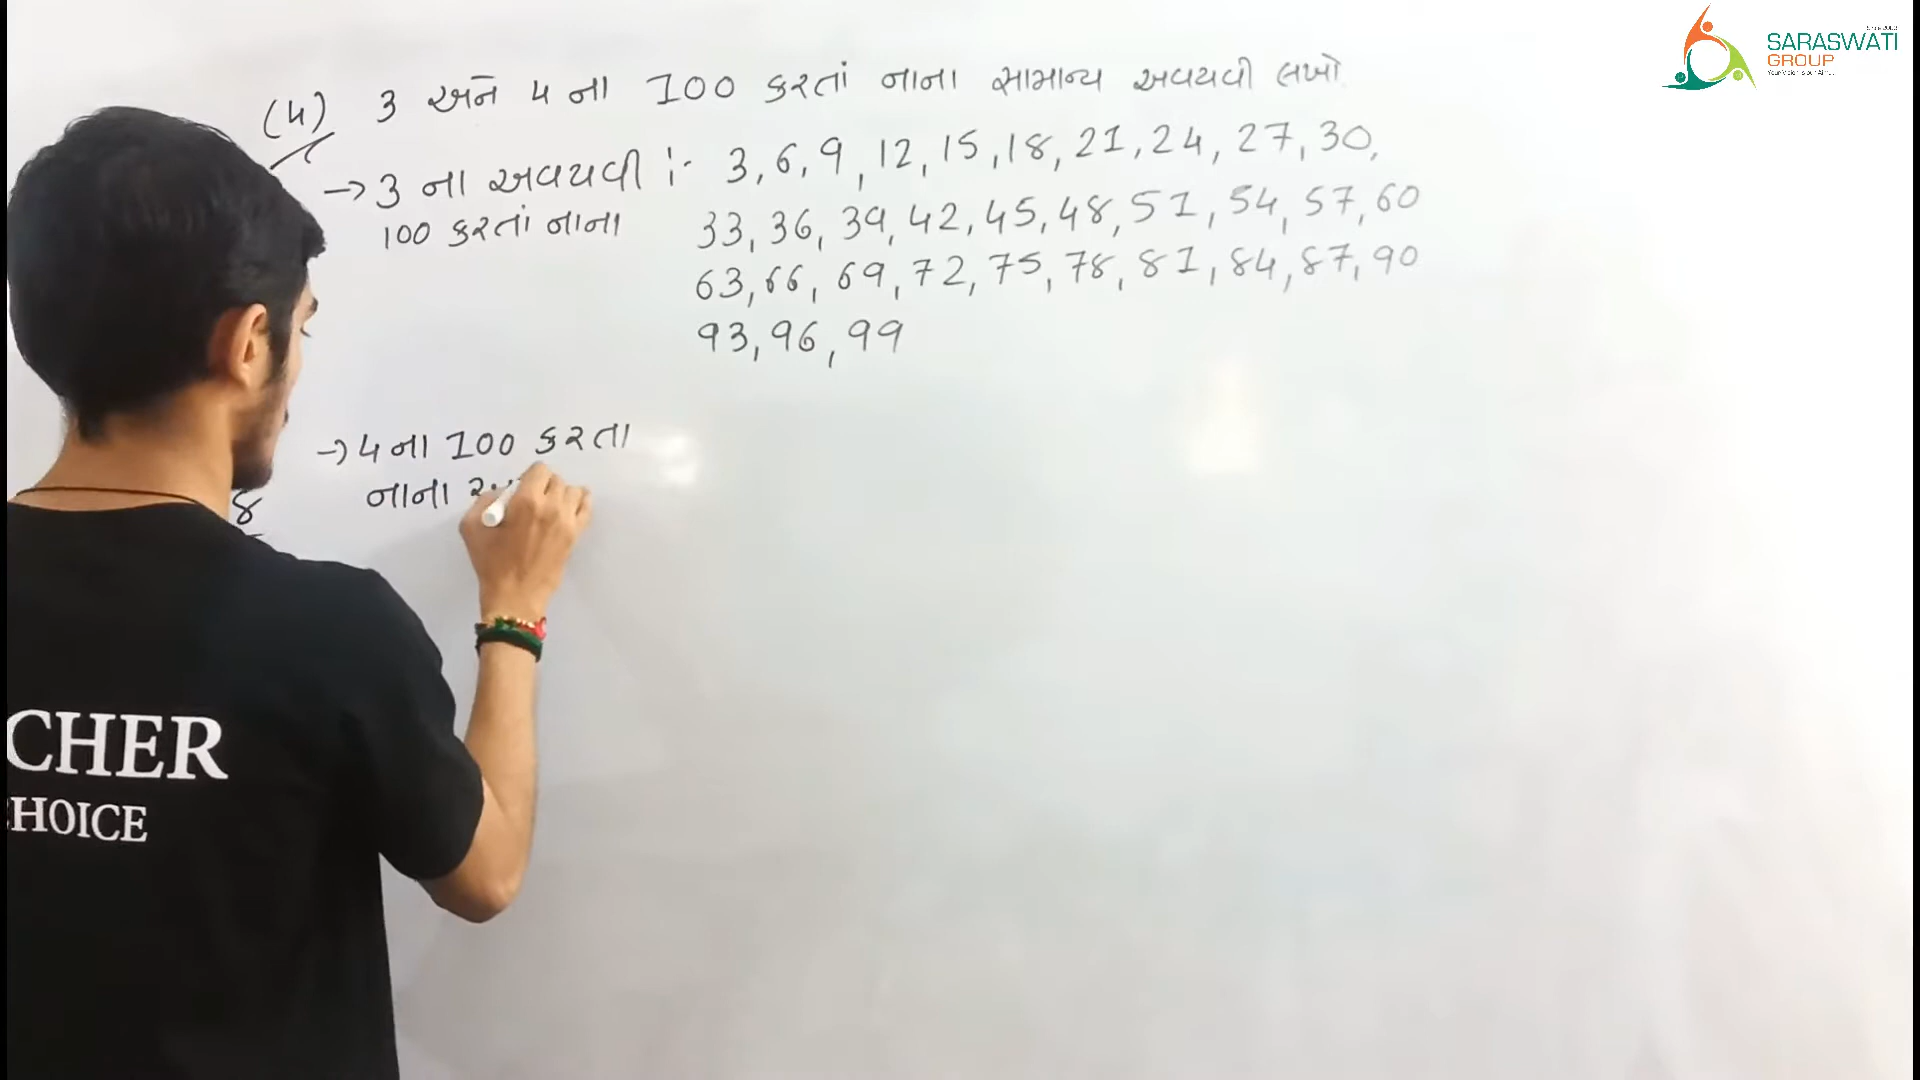 (4) 3 અને 4 ના 100 કરતાં નાના સામાન્ય અવયવી લખો.
→ 3 ના અવયવી :- 3, 6, 9, 12, 15, 18, 21, 24, 27, 30,
100 કરતાં નાના
33, 36, 39, 42, 45, 48, 51, 54, 57, 60
63, 66, 69, 72, 75, 78, 81, 84, 87, 90
93, 96, 99
→ 4 ના 100 કરતા
નાના
8
CHER
CHOICE
SARASWATI
GROUP